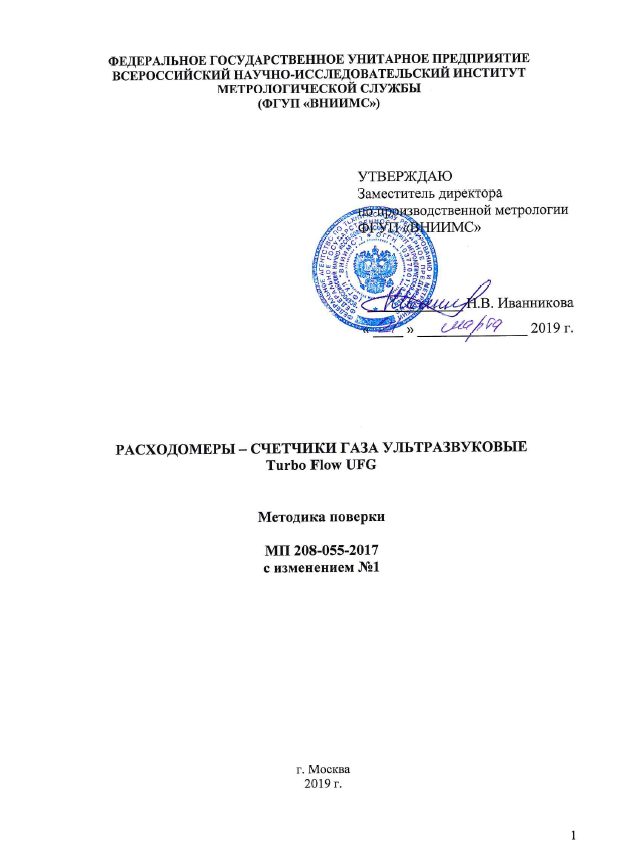 ФЕДЕРАЛЬНОЕ ГОСУДАРСТВЕННОЕ УНИТАРНОЕ ПРЕДПРИЯТИЕ
ВСЕРОССИЙСКИЙ НАУЧНО-ИССЛЕДОВАТЕЛЬСКИЙ ИНСТИТУТ
МЕТРОЛОГИЧЕСКОЙ СЛУЖБЫ
(ФГУП «ВНИИМС»)
УТВЕРЖДАЮ
Заместитель директора
по производственной метрологии
ФГУП «ВНИИМС»
Н.В. Иванникова
« » марта 2019 г.
РАСХОДОМЕРЫ – СЧЕТЧИКИ ГАЗА УЛЬТРАЗВУКОВЫЕ
Turbo Flow UFG
Методика поверки
МП 208-055-2017
с изменением №1
г. Москва
2019 г.
1